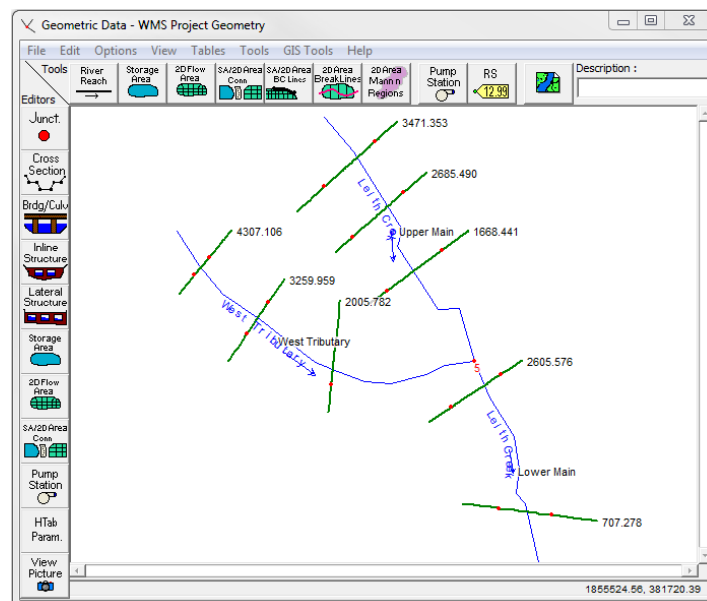 Geometric Data - WMS Project Geometry
File Edit Options View Tables Tools GIS Tools Help
Tools
Editors
River
Reach
Storage
Area
2D Flow
Area
SA/2D Area
Conn
SA/2D Area
BC Lines
2D Area
BreakLines
2D Area
Mann n
Regions
Pump
Station
RS
12.99
Description :
Junct.
Cross
Section
Brdg/Culv
Inline
Structure
Lateral
Structure
Storage
Area
2D Flow
Area
SA/2D Area
Conn
Pump
Station
HTab
Param.
View
Picture
3471.353
2685.490
Leith Cre
Upper Main
1668.441
4307.106
3259.959
2005.782
West Tributary
West Tributary
5
2605.576
Leith Creek
Lower Main
707.278
1855524.56, 381720.39